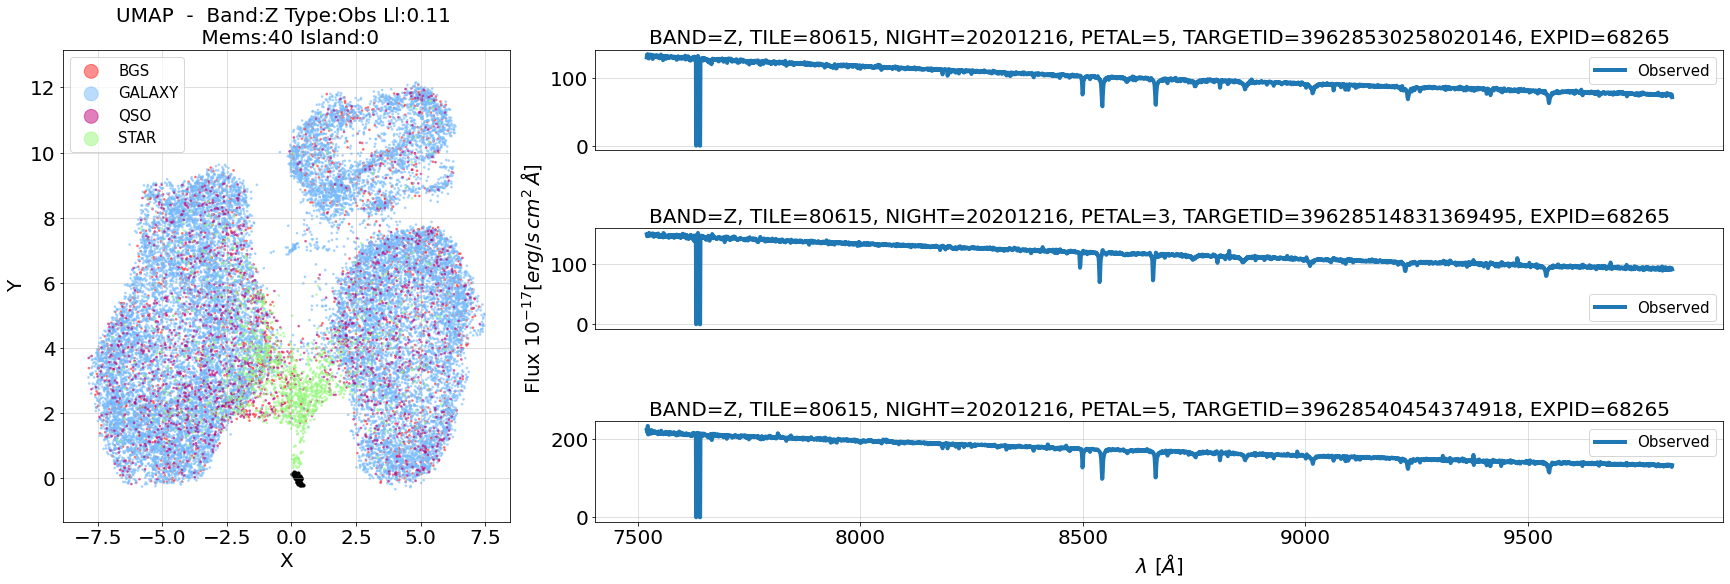 UMAP  -  Band:Z Type:Obs Ll:0.11
Mems:40 Island:0
BGS
GALAXY
QSO
STAR
12
10
8
6
4
2
0
Y
−7.5 −5.0 −2.5 0.0 2.5 5.0 7.5
X
Flux 10⁻¹⁷[erg/s cm² Å]
BAND=Z, TILE=80615, NIGHT=20201216, PETAL=5, TARGETID=39628530258020146, EXPID=68265
Observed
100
0
BAND=Z, TILE=80615, NIGHT=20201216, PETAL=3, TARGETID=39628514831369495, EXPID=68265
100
0
Observed
BAND=Z, TILE=80615, NIGHT=20201216, PETAL=5, TARGETID=39628540454374918, EXPID=68265
Observed
200
0
7500 8000 8500 9000 9500
λ [Å]